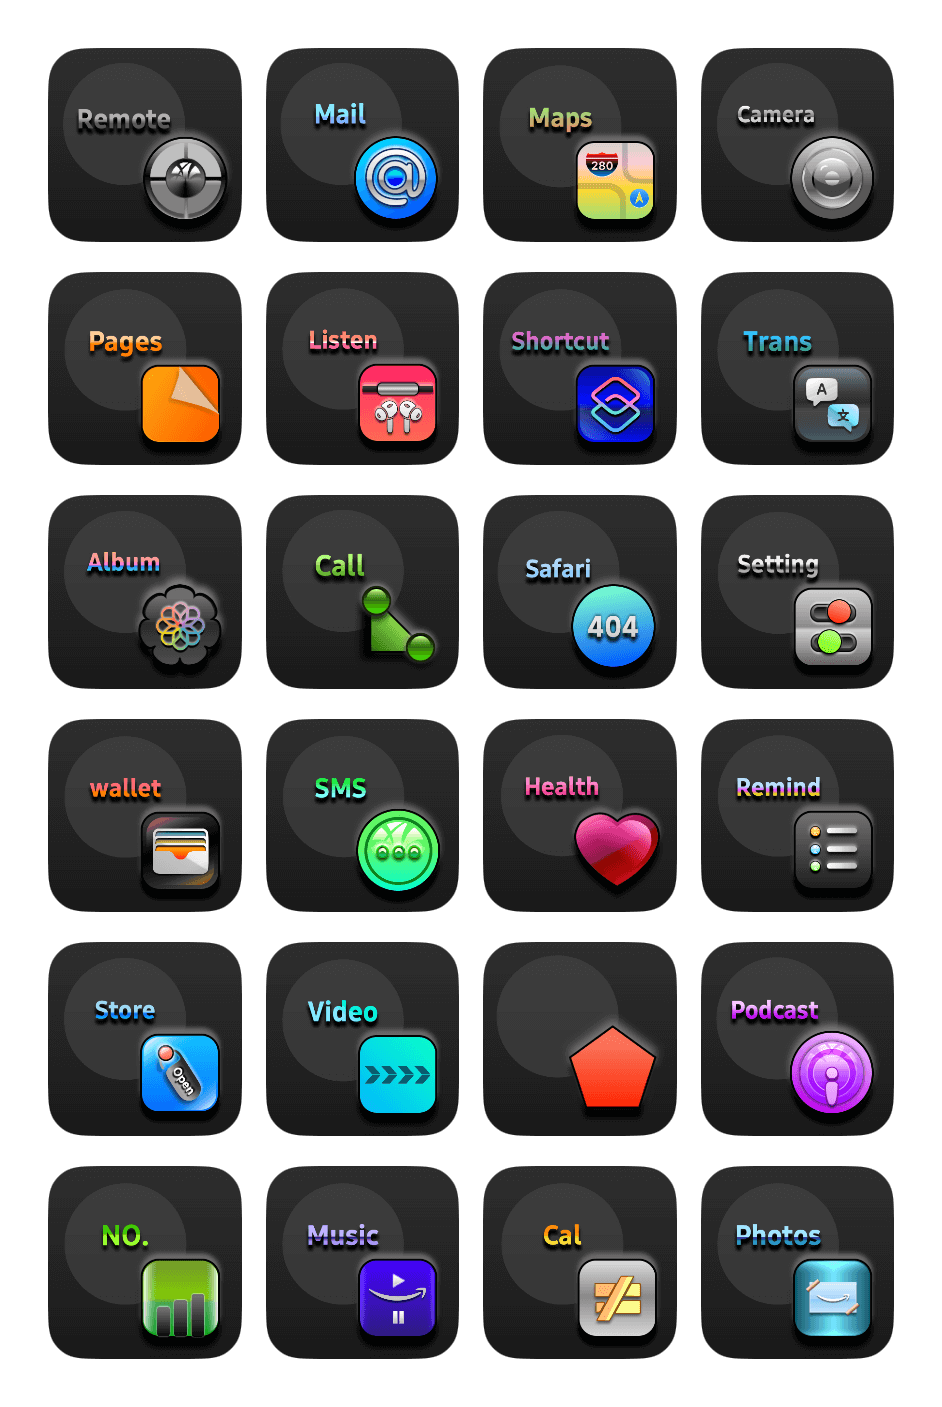 Remote
Mail
Maps
280
Camera
Pages
Listen
Shortcut
Trans
A
文
Album
Call
Safari
404
Setting
wallet
SMS
Health
Remind
Store
Open
Video
Podcast
NO.
Music
Cal
Photos